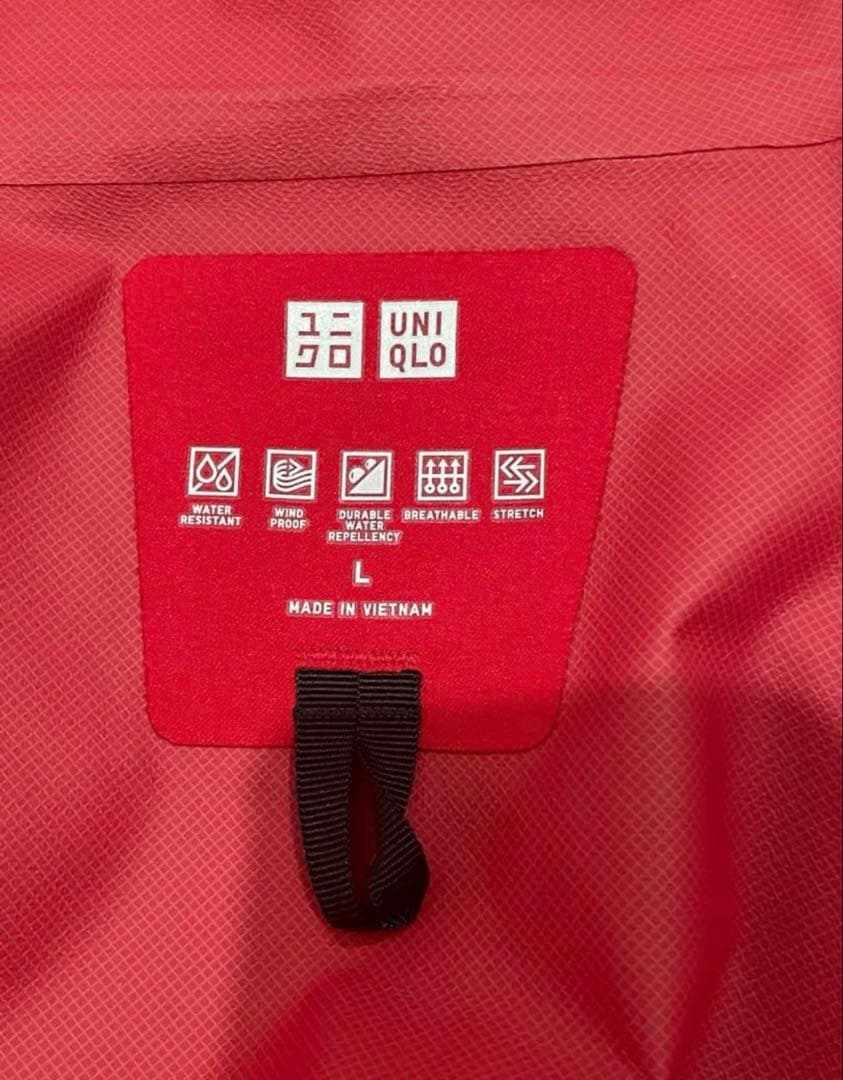 ユニ
クロ
UNI
QLO
WATER
RESISTANT
WIND
PROOF
DURABLE
WATER
REPELLENCY
BREATHABLE
STRETCH
L
MADE IN VIETNAM